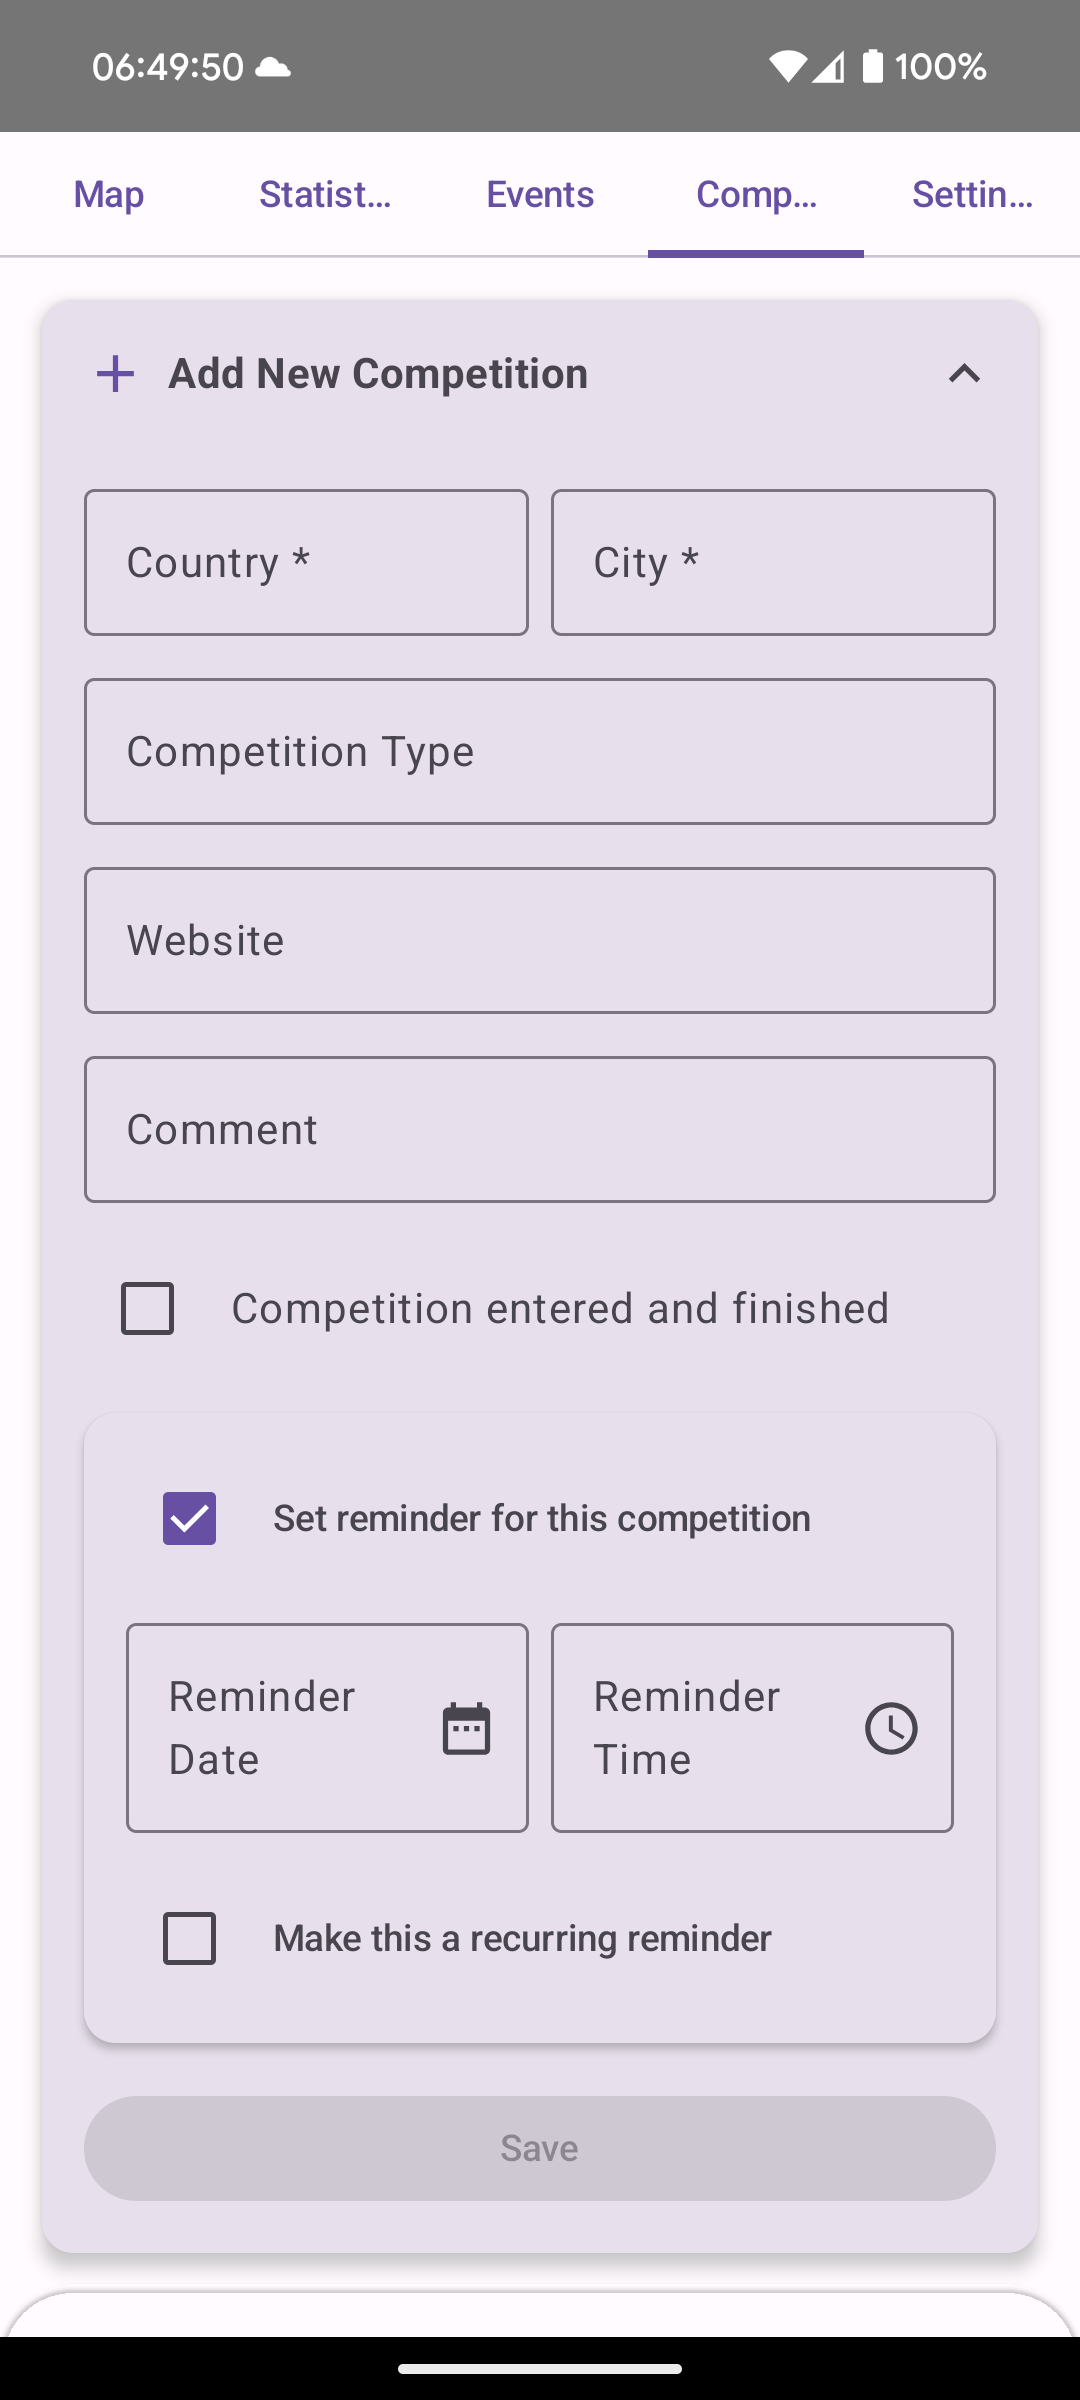 06:49:50 100%
Map Statist... Events Comp... Settin...
Add New Competition
Country * City *
Competition Type
Website
Comment
Competition entered and finished
Set reminder for this competition
Reminder Date Reminder Time
Make this a recurring reminder
Save